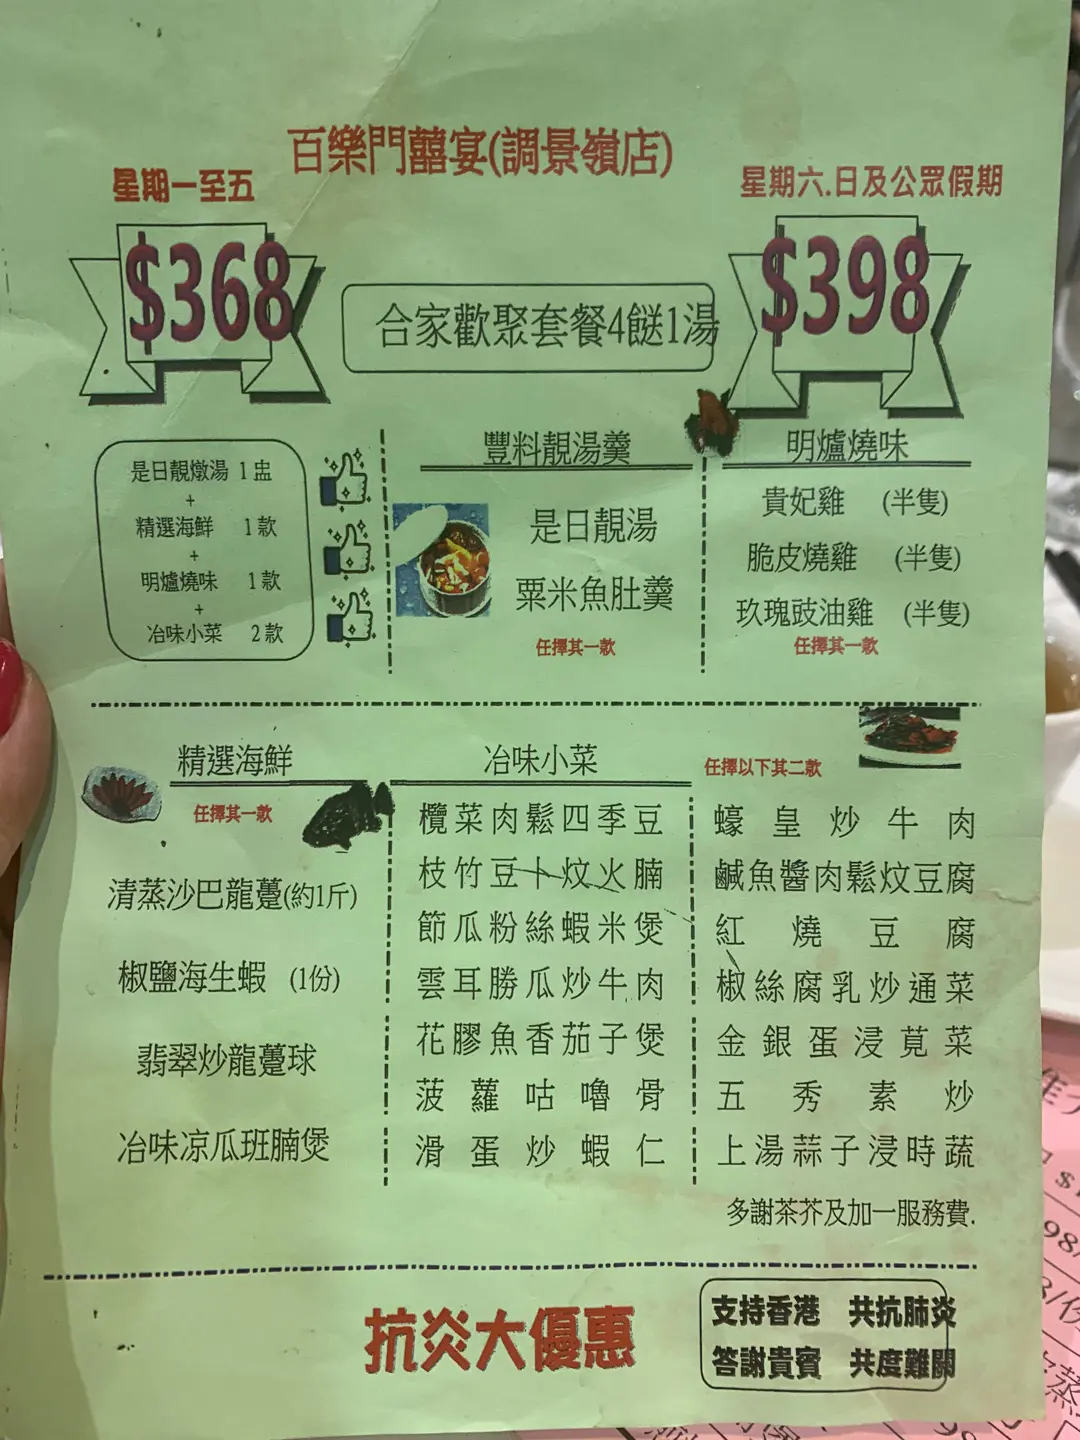 百樂門囍宴(調景嶺店)
星期一至五
$368
星期六.日及公眾假期
$398
合家歡聚套餐4餸1湯
是日靚燉湯 1盅
+
精選海鮮 1款
+
明爐燒味 1款
+
冶味小菜 2款
豐料靚湯羹
是日靚湯
粟米魚肚羹
任擇其一款
明爐燒味
貴妃雞 (半隻)
脆皮燒雞 (半隻)
玖瑰豉油雞 (半隻)
任擇其一款
精選海鮮
任擇其一款
清蒸沙巴龍躉(約1斤)
椒鹽海生蝦 (1份)
翡翠炒龍躉球
冶味凉瓜班腩煲
冶味小菜
任擇以下其二款
欖菜肉鬆四季豆
枝竹豆卜炆火腩
節瓜粉絲蝦米煲
雲耳勝瓜炒牛肉
花膠魚香茄子煲
菠蘿咕嚕骨
滑蛋炒蝦仁
蠔皇炒牛肉
鹹魚醬肉鬆炆豆腐
紅燒豆腐
椒絲腐乳炒通菜
金銀蛋浸莧菜
五秀素炒
上湯蒜子浸時蔬
多謝茶芥及加一服務費.
抗炎大優惠
支持香港 共抗肺炎
答謝貴賓 共度難關